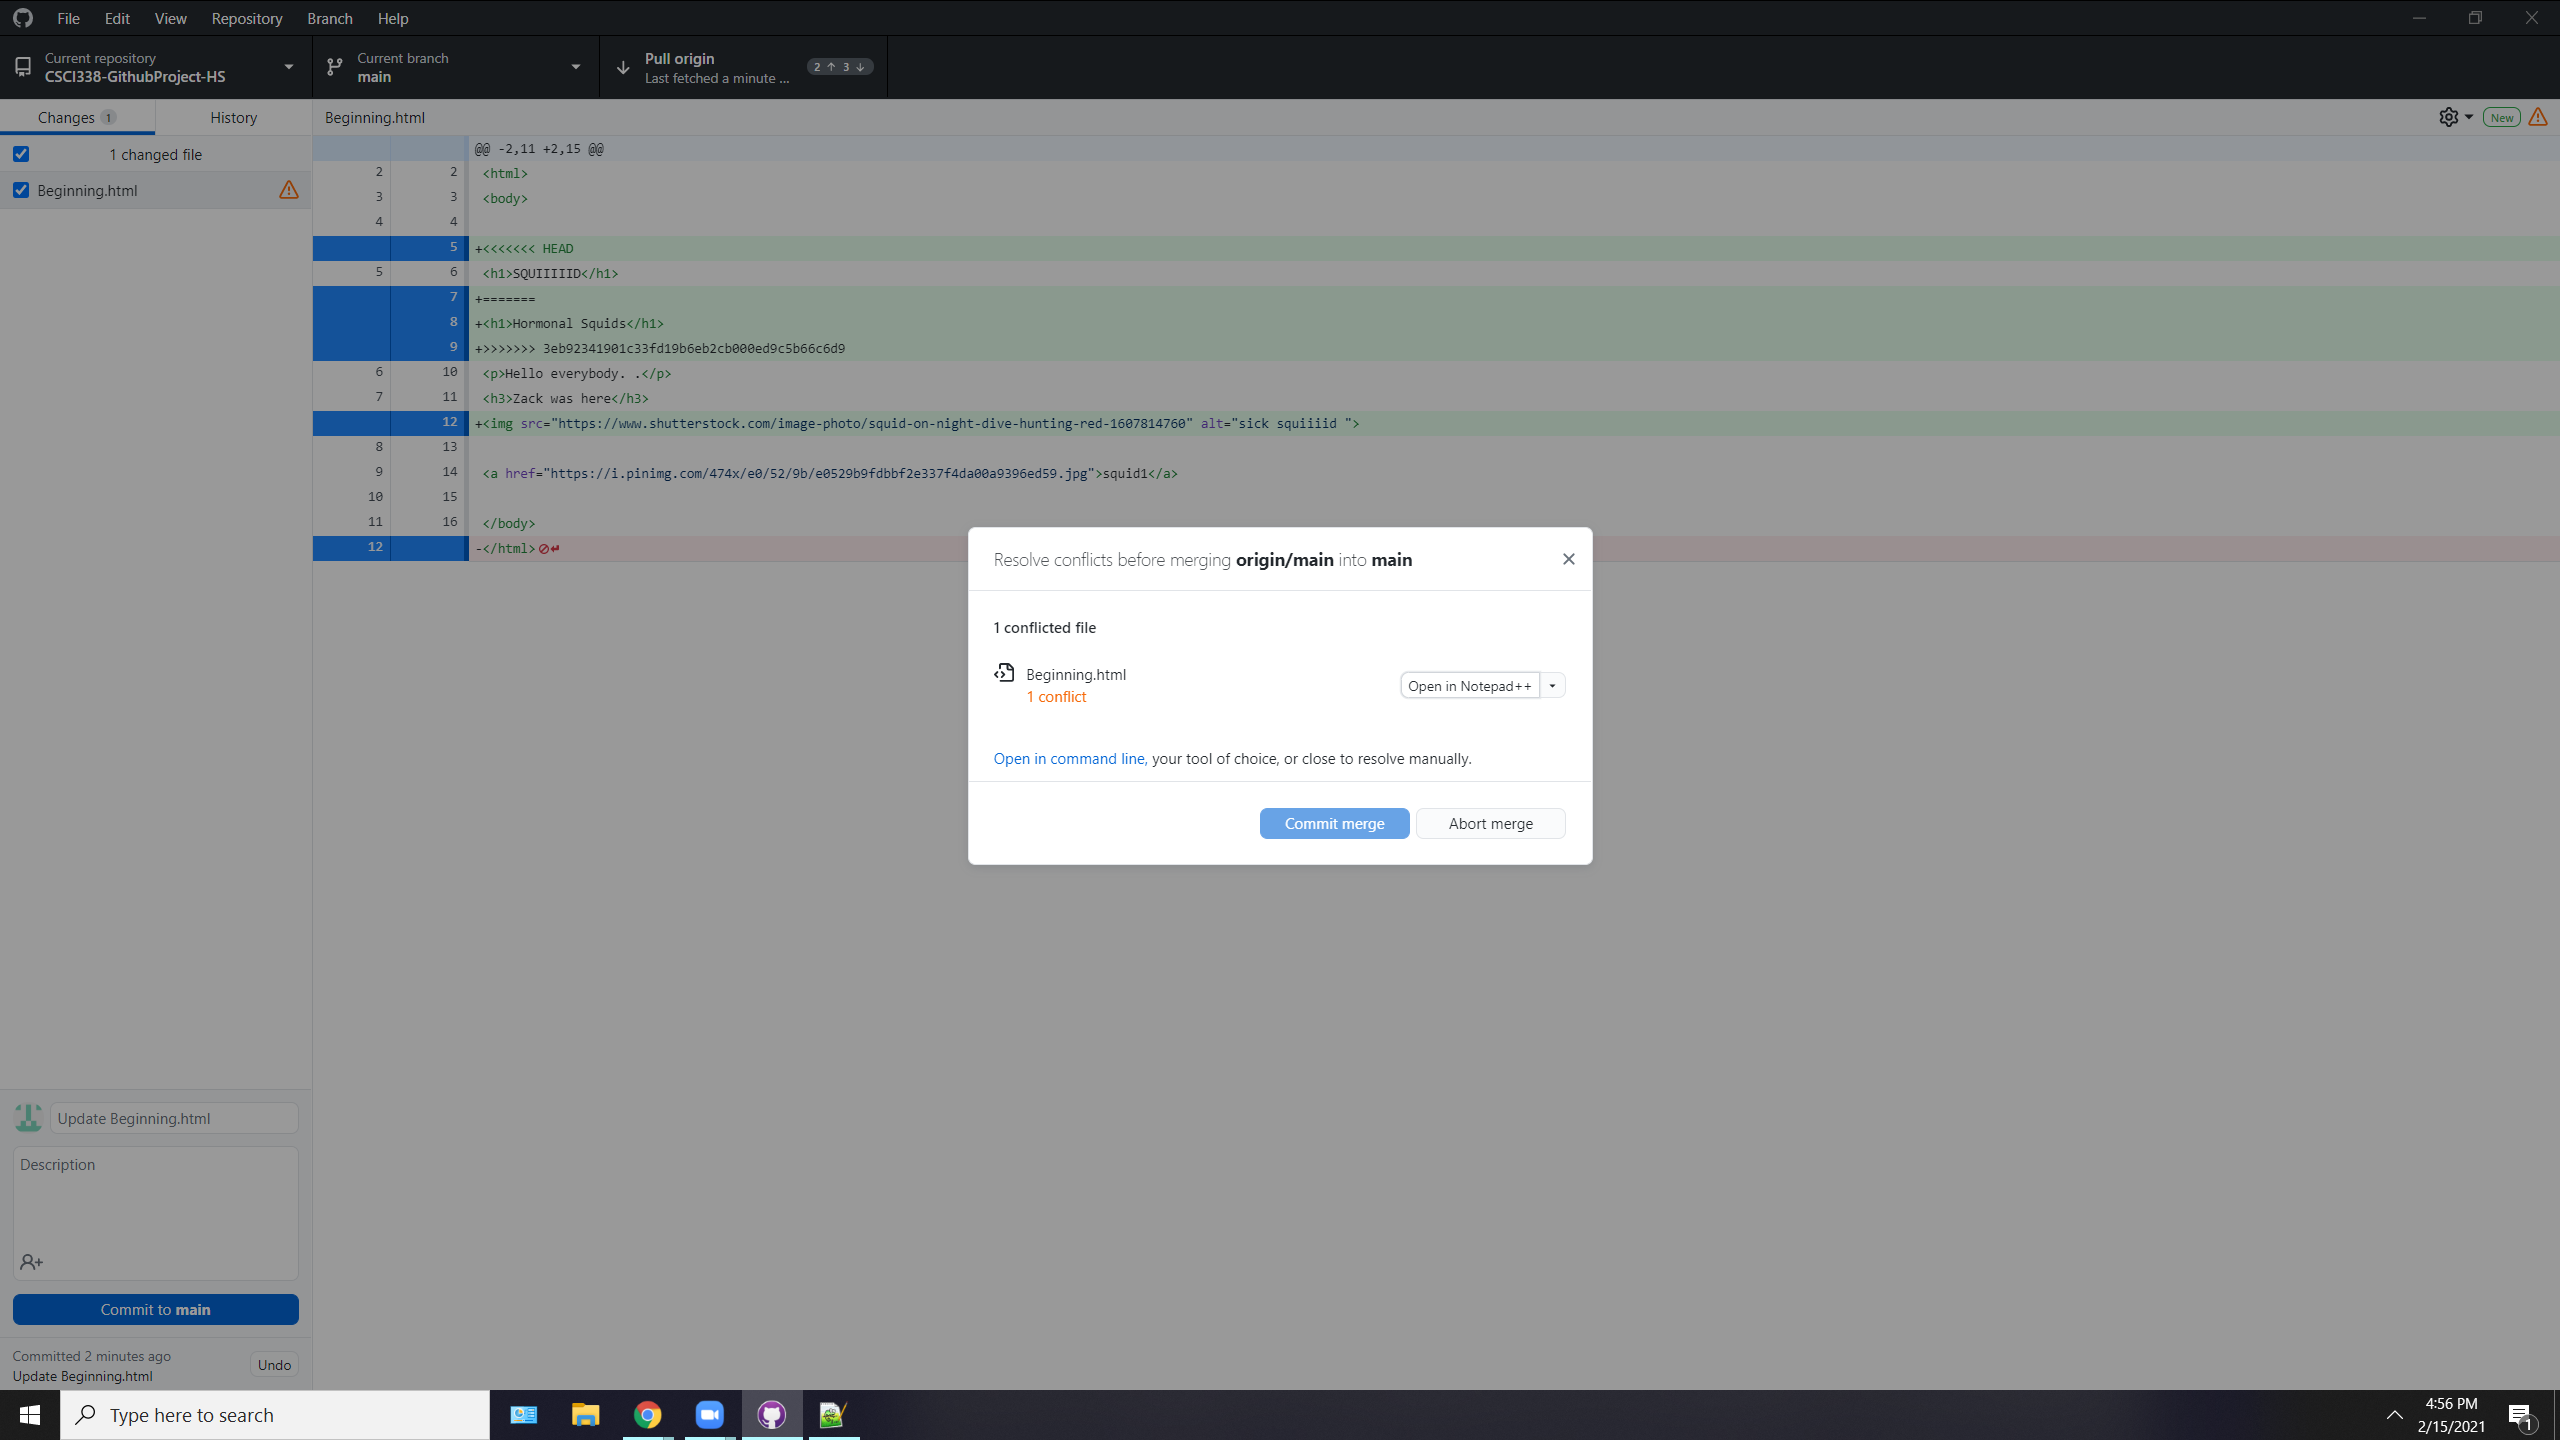 File Edit View Repository Branch Help
Current repository
CSCI338-GithubProject-HS
Current branch
main
Pull origin
Last fetched a minute ...
2 ↑ 3 ↓
Changes 1
History
Beginning.html
New
1 changed file
Beginning.html
@@ -2,11 +2,15 @@
2 2 <html>
3 3 <body>
4 4
5 +<<<<<<< HEAD
5 6 <h1>SQUIIIIID</h1>
7 +=======
8 +<h1>Hormonal Squids</h1>
9 +>>>>>>> 3eb92341901c33fd19b6eb2cb000ed9c5b66c6d9
6 10 <p>Hello everybody. .</p>
7 11 <h3>Zack was here</h3>
12 +<img src="https://www.shutterstock.com/image-photo/squid-on-night-dive-hunting-red-1607814760" alt="sick squiiiid ">
8 13
9 14 <a href="https://i.pinimg.com/474x/e0/52/9b/e0529b9fdbbf2e337f4da00a9396ed59.jpg">squid1</a>
10 15
11 16 </body>
12 -</html>
Resolve conflicts before merging origin/main into main
1 conflicted file
Beginning.html
1 conflict
Open in Notepad++
Open in command line, your tool of choice, or close to resolve manually.
Commit merge
Abort merge
Update Beginning.html
Description
Commit to main
Committed 2 minutes ago
Update Beginning.html
Undo
Type here to search
4:56 PM
2/15/2021
1